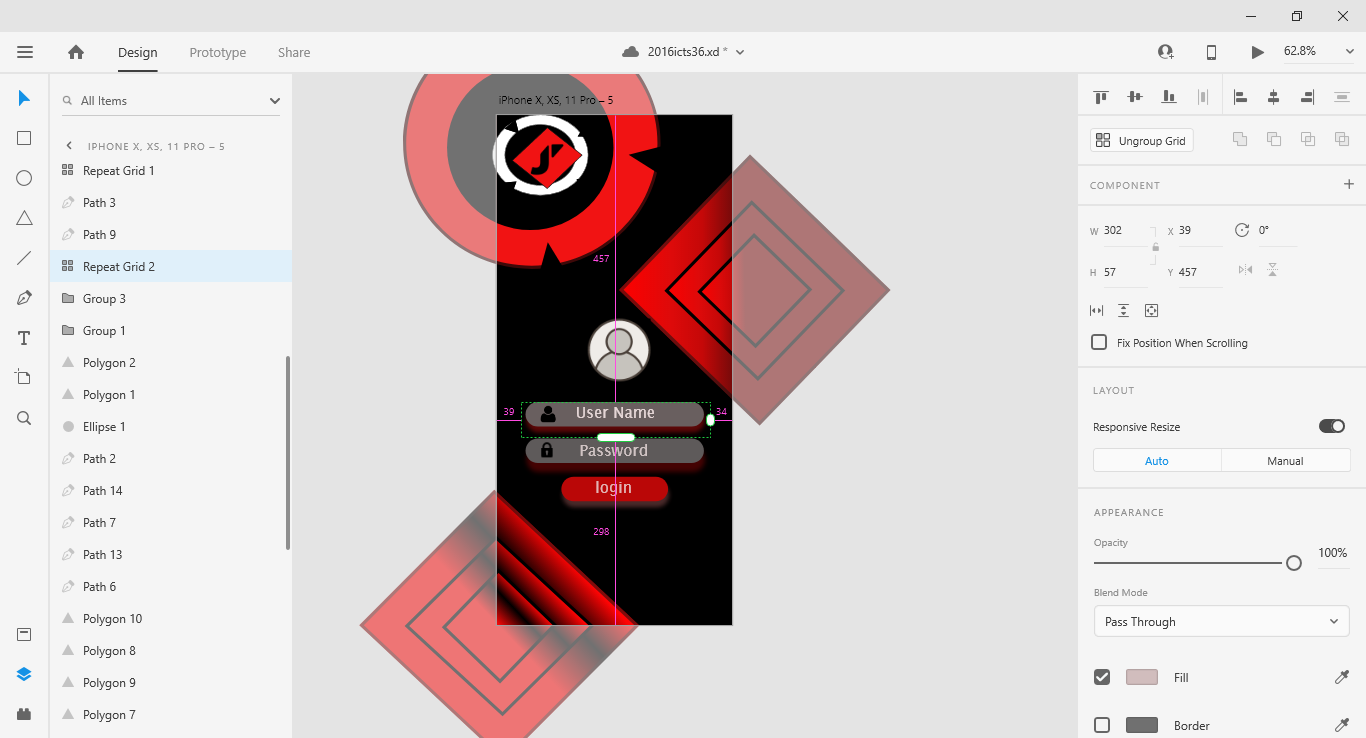 Design
Prototype
Share
2016icts36.xd *
62.8%
All Items
IPHONE X, XS, 11 PRO – 5
Repeat Grid 1
Path 3
Path 9
Repeat Grid 2
Group 3
Group 1
Polygon 2
Polygon 1
Ellipse 1
Path 2
Path 14
Path 7
Path 13
Path 6
Polygon 10
Polygon 8
Polygon 9
Polygon 7
T
iPhone X, XS, 11 Pro – 5
457
39
34
User Name
Password
login
298
Ungroup Grid
COMPONENT
W 302 X 39 0°
H 57 Y 457
Fix Position When Scrolling
LAYOUT
Responsive Resize
Auto Manual
APPEARANCE
Opacity
100%
Blend Mode
Pass Through
Fill
Border